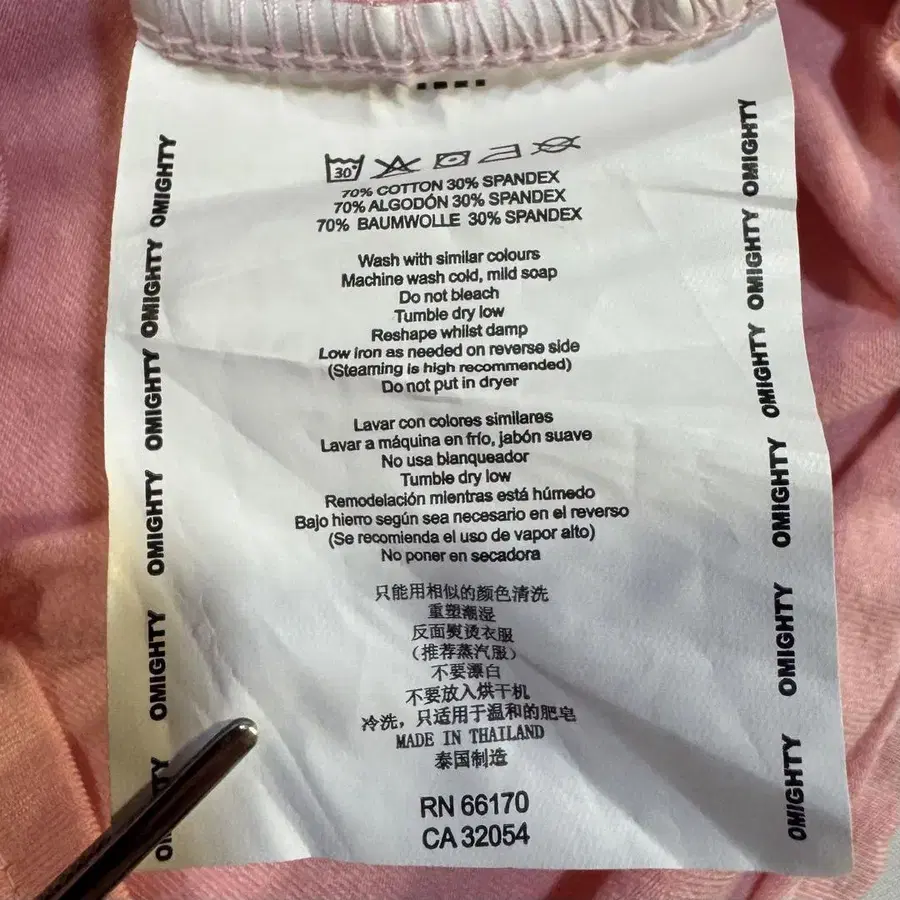 30°
70% COTTON 30% SPANDEX
70% ALGODÓN 30% SPANDEX
70% BAUMWOLLE 30% SPANDEX
Wash with similar colours
Machine wash cold, mild soap
Do not bleach
Tumble dry low
Reshape whilst damp
Low iron as needed on reverse side
(Steaming is high recommended)
Do not put in dryer
Lavar con colores similares
Lavar a máquina en frío, jabón suave
No usa blanqueador
Tumble dry low
Remodelación mientras está húmedo
Bajo hierro según sea necesario en el reverso
(Se recomienda el uso de vapor alto)
No poner en secadora
只能用相似的颜色清洗
重塑潮湿
反面熨烫衣服
（推荐蒸汽服）
不要漂白
不要放入烘干机
冷洗，只适用于温和的肥皂
MADE IN THAILAND
泰国制造
RN 66170
CA 32054
OMIGHTY
OMIGHTY
OMIGHTY
OMIGHTY
OMIGHTY
OMIGHTY
OMIGHTY
OMIGHTY
OMIGHTY
OMIGHTY
OMIGHTY